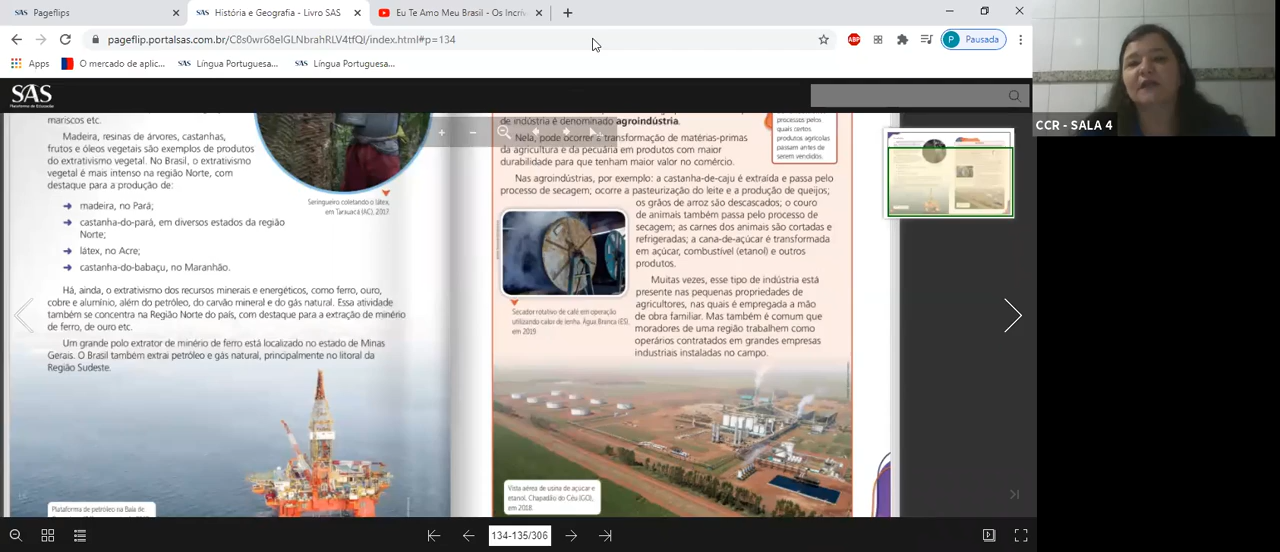 Pageflips
História e Geografia - Livro SAS
Eu Te Amo Meu Brasil - Os Incrív
pageflip.portalsas.com.br/C8s0wr68eIGLNbrahRLV4tfQI/index.html#p=134
ABP
P Pausada
Apps
O mercado de aplic...
Língua Portuguesa...
Língua Portuguesa...
SAS
Plataforma de Educação
CCR - SALA 4
mariscos etc.
Madeira, resinas de árvores, castanhas,
frutos e óleos vegetais são exemplos de produtos
do extrativismo vegetal. No Brasil, o extrativismo
vegetal é mais intenso na região Norte, com
destaque para a produção de:
madeira, no Pará;
castanha-do-pará, em diversos estados da região
Norte;
látex, no Acre;
castanha-do-babaçu, no Maranhão.
Seringueiro coletando o látex,
em Tarauacá (AC), 2017.
Há, ainda, o extrativismo dos recursos minerais e energéticos, como ferro, ouro,
cobre e alumínio, além do petróleo, do carvão mineral e do gás natural. Essa atividade
também se concentra na Região Norte do país, com destaque para a extração de minério
de ferro, de ouro etc.
Um grande polo extrator de minério de ferro está localizado no estado de Minas
Gerais. O Brasil também extrai petróleo e gás natural, principalmente no litoral da
Região Sudeste.
Plataforma de petróleo na Baía de
de indústria é denominado agroindústria.
Nela, pode ocorrer a transformação de matérias-primas
da agricultura e da pecuária em produtos com maior
durabilidade para que tenham maior valor no comércio.
processos pelos
quais certos
produtos agrícolas
passam antes de
serem vendidos.
Nas agroindústrias, por exemplo: a castanha-de-caju é extraída e passa pelo
processo de secagem; ocorre a pasteurização do leite e a produção de queijos;
os grãos de arroz são descascados; o couro
de animais também passa pelo processo de
secagem; as carnes dos animais são cortadas e
refrigeradas; a cana-de-açúcar é transformada
em açúcar, combustível (etanol) e outros
produtos.
Secador rotativo de café em operação
utilizando calor de lenha. Água Branca (ES),
em 2015
Muitas vezes, esse tipo de indústria está
presente nas pequenas propriedades de
agricultores, nas quais é empregada a mão
de obra familiar. Mas também é comum que
moradores de uma região trabalhem como
operários contratados em grandes empresas
industriais instaladas no campo.
Vista aérea de usina de açúcar e
etanol, Chapadão do Céu (GO),
em 2018.
134-135/306